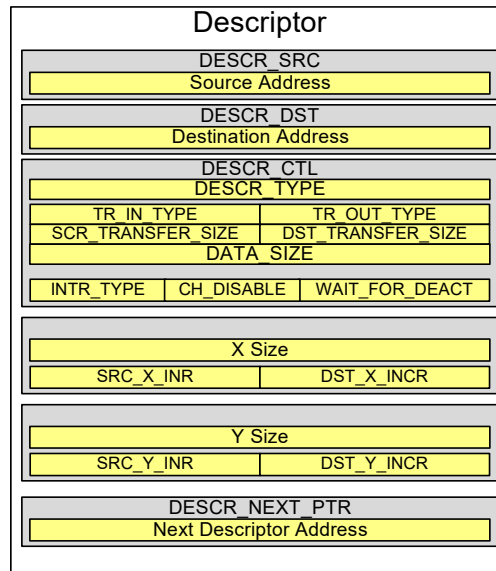 Descriptor
DESCR_SRC
Source Address
DESCR_DST
Destination Address
DESCR_CTL
DESCR_TYPE
TR_IN_TYPE TR_OUT_TYPE
SCR_TRANSFER_SIZE DST_TRANSFER_SIZE
DATA_SIZE
INTR_TYPE CH_DISABLE WAIT_FOR_DEACT
X Size
SRC_X_INR DST_X_INCR
Y Size
SRC_Y_INR DST_Y_INCR
DESCR_NEXT_PTR
Next Descriptor Address